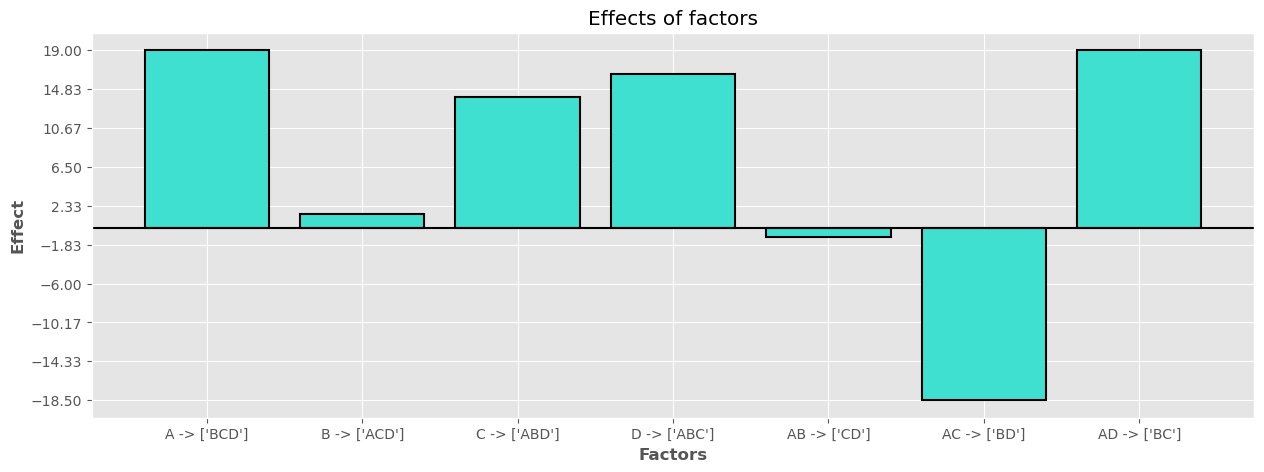 Effects of factors
19.00
14.83
10.67
6.50
2.33
−1.83
−6.00
−10.17
−14.33
−18.50
Effect
A -> ['BCD']
B -> ['ACD']
C -> ['ABD']
D -> ['ABC']
AB -> ['CD']
AC -> ['BD']
AD -> ['BC']
Factors